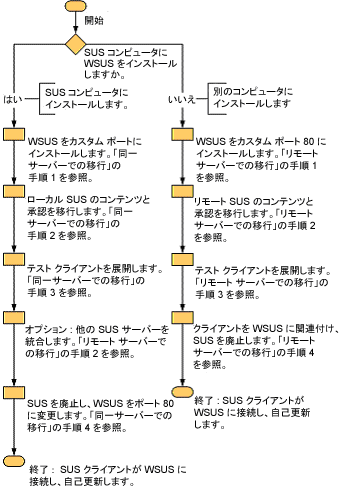 開始
SUS コンピュータに
WSUS をインストール
しますか。
はい
SUS コンピュータに
インストールします。
いいえ
別のコンピュータに
インストールします
WSUS をカスタム ポートに
インストールします。「同一
サーバーでの移行」の
手順 1 を参照。
ローカル SUS のコンテンツと
承認を移行します。「同一
サーバーでの移行」の
手順 2 を参照。
テスト クライアントを展開します。
「同一サーバーでの移行」の
手順 3 を参照。
オプション : 他の SUS サーバーを
統合します。「リモート サーバーで
の移行」の手順 2 を参照。
SUS を廃止し、WSUS をポート 80
に変更します。「同一サーバーでの
移行」の手順 4 を参照。
終了 : SUS クライアントが WSUS に
接続し、自己更新します。
WSUS をカスタム ポート 80 に
インストールします。「リモート
サーバーでの移行」の手順 1
を参照。
リモート SUS のコンテンツと
承認を移行します。「リモート
サーバーでの移行」の手順 2
を参照。
テスト クライアントを展開します。
「リモート サーバーでの移行」の
手順 3 を参照。
クライアントを WSUS に関連付け、
SUS を廃止します。「リモート
サーバーでの移行」の手順 4
を参照。
終了 : SUS クライアントが
WSUS に接続し、自己更新
します。